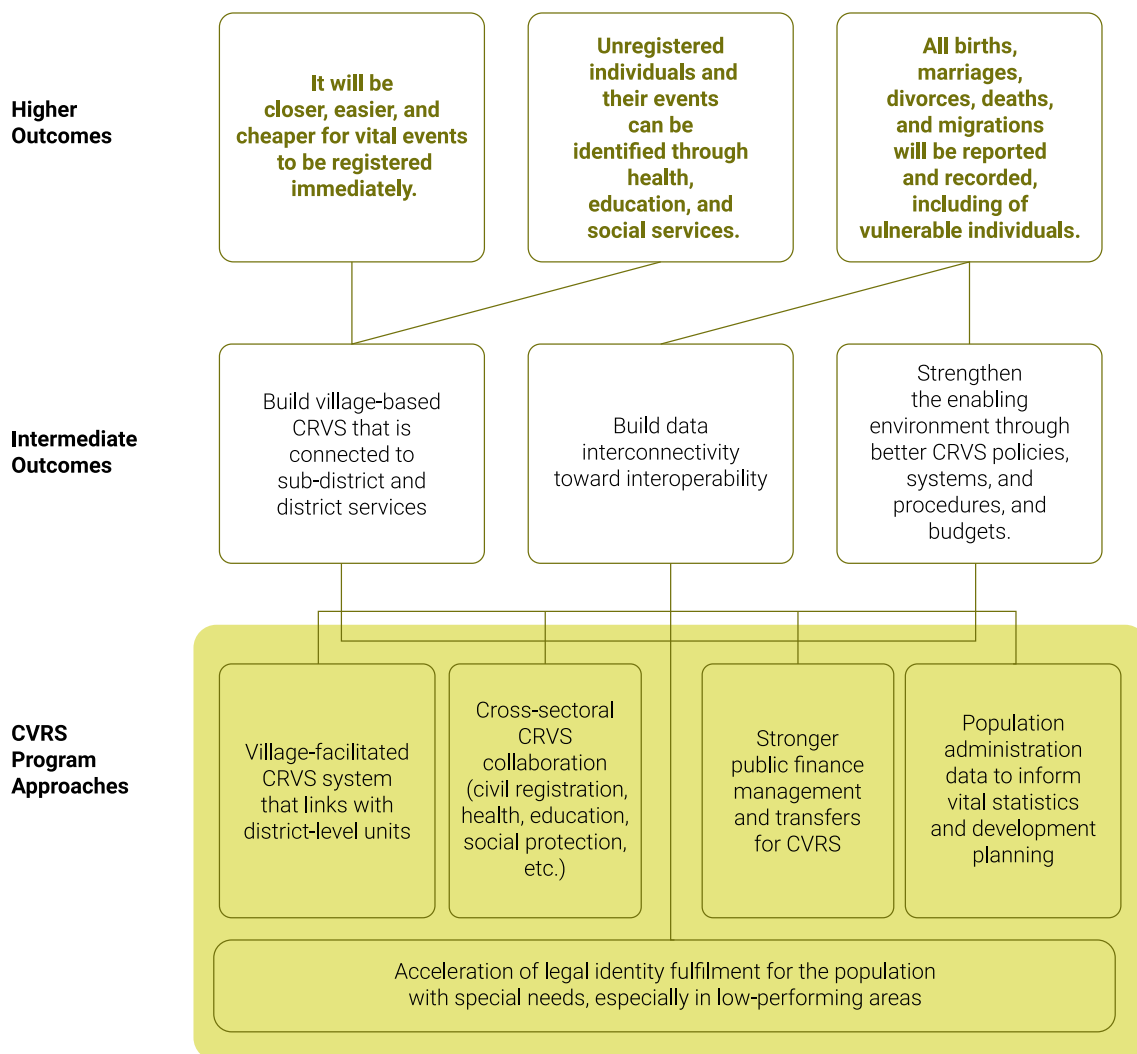 Higher
Outcomes
It will be
closer, easier, and
cheaper for vital events
to be registered
immediately.
Unregistered
individuals and
their events
can be
identified through
health,
education, and
social services.
All births,
marriages,
divorces, deaths,
and migrations
will be reported
and recorded,
including of
vulnerable individuals.
Intermediate
Outcomes
Build village-based
CRVS that is
connected to
sub-district and
district services
Build data
interconnectivity
toward interoperability
Strengthen
the enabling
environment through
better CRVS policies,
systems, and
procedures, and
budgets.
CVRS
Program
Approaches
Village-facilitated
CRVS system
that links with
district-level units
Cross-sectoral
CRVS
collaboration
(civil registration,
health, education,
social protection,
etc.)
Stronger
public finance
management
and transfers
for CVRS
Population
administration
data to inform
vital statistics
and development
planning
Acceleration of legal identity fulfilment for the population
with special needs, especially in low-performing areas